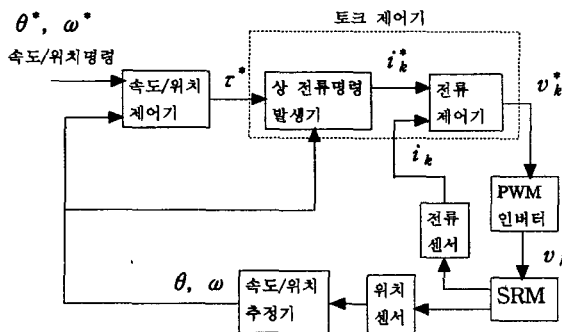 θ*, ω*
속도/위치명령
토크 제어기
속도/위치
제어기
τ*
상 전류명령
발생기
i*k
전류
제어기
v*k
ik
PWM
인버터
전류
센서
SRM
위치
센서
속도/위치
추정기
θ, ω